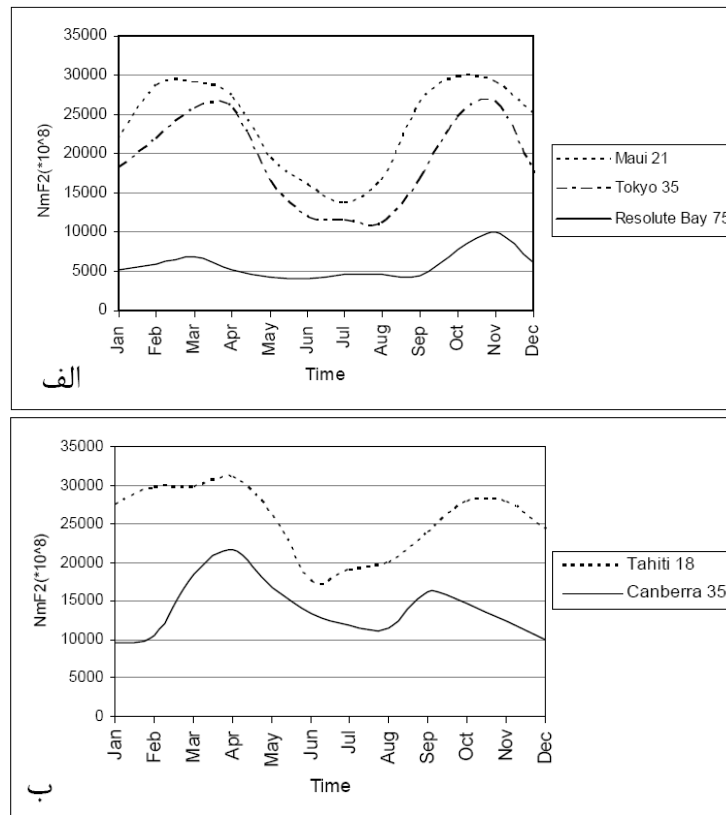 35000
30000
25000
20000
15000
10000
5000
0
NmF2(*10^8)
Jan Feb Mar Apr May Jun Jul Aug Sep Oct Nov Dec
Time
Maui 21
Tokyo 35
Resolute Bay 75
الف
35000
30000
25000
20000
15000
10000
5000
0
NmF2(*10^8)
Jan Feb Mar Apr May Jun Jul Aug Sep Oct Nov Dec
Time
Tahiti 18
Canberra 35
ب